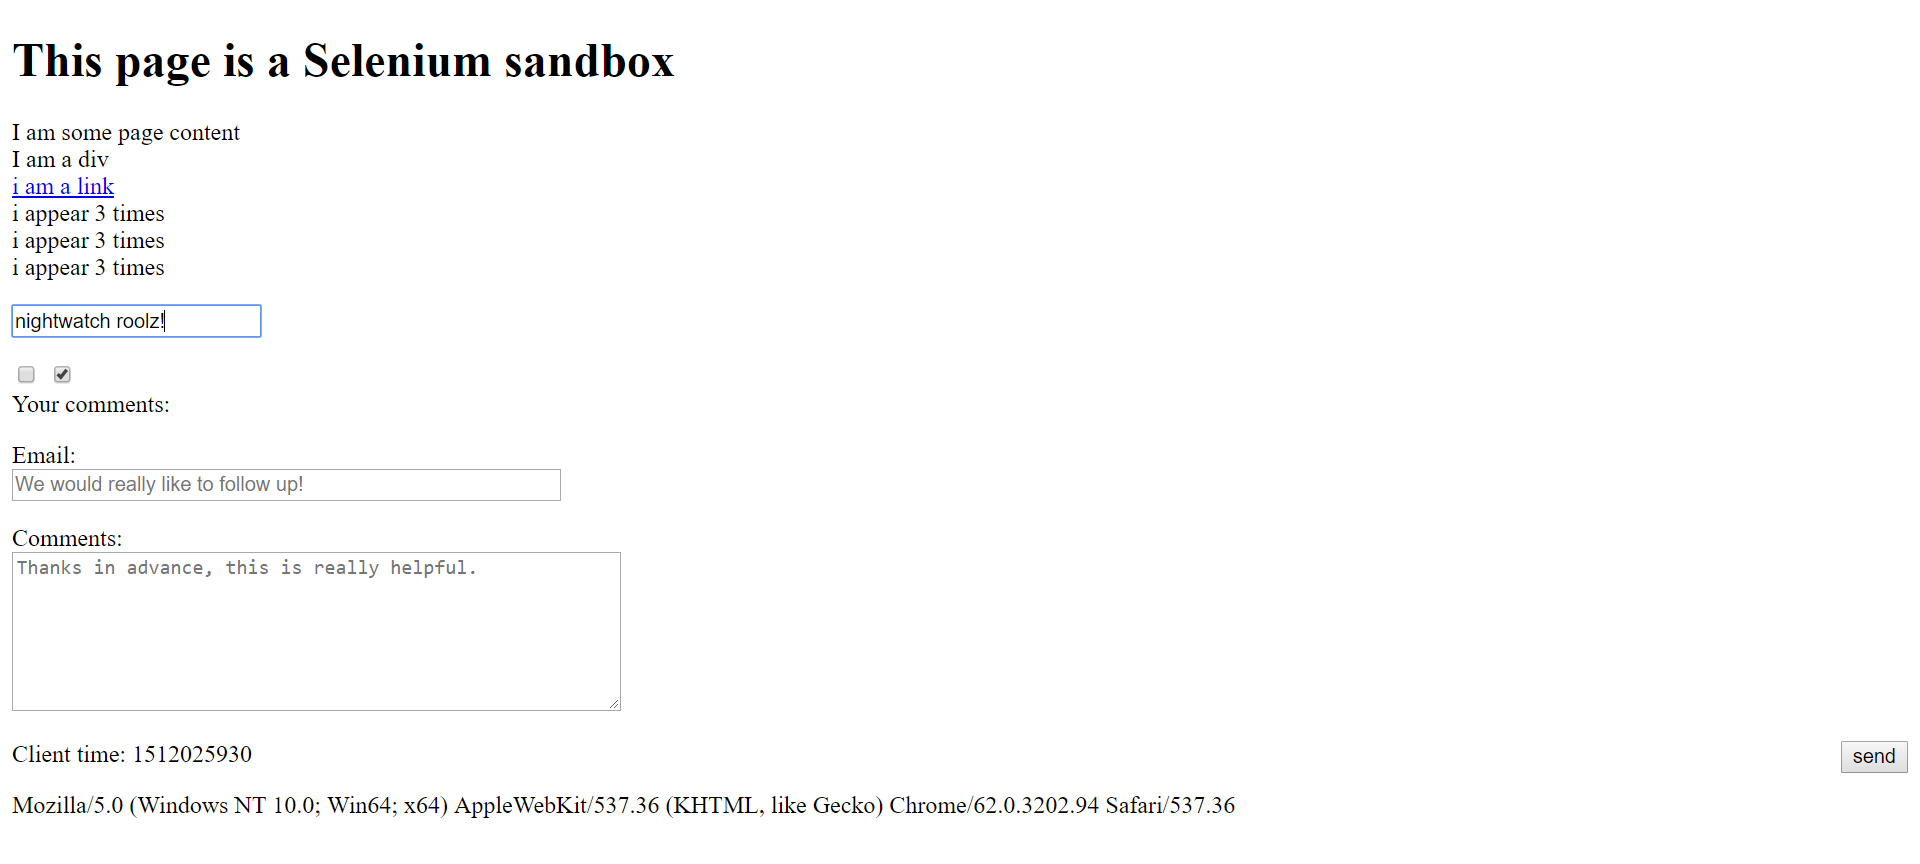 This page is a Selenium sandbox
I am some page content
I am a div
i am a link
i appear 3 times
i appear 3 times
i appear 3 times
nightwatch roolz!
Your comments:
Email:
We would really like to follow up!
Comments:
Thanks in advance, this is really helpful.
Client time: 1512025930
send
Mozilla/5.0 (Windows NT 10.0; Win64; x64) AppleWebKit/537.36 (KHTML, like Gecko) Chrome/62.0.3202.94 Safari/537.36